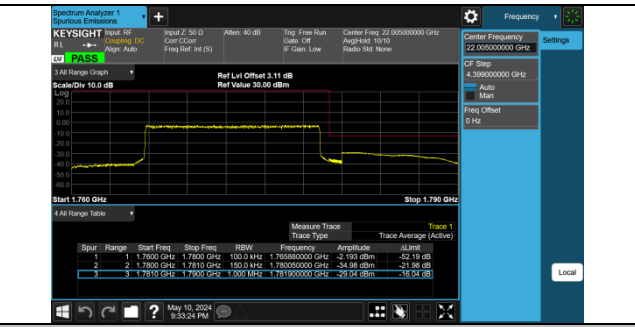 Spectrum Analyzer 1
Spurious Emissions
Frequency
KEYSIGHT Input: RF Input Z: 50 Ω Atten: 40 dB Trig: Free Run Center Freq: 22.005000000 GHz
RL Coupling: DC Corr CCorr Gate: Off Avg|Hold: 10/10
Align: Auto Freq Ref: Int (S) IF Gain: Low Radio Std: None
LXI PASS
Center Frequency
22.005000000 GHz
Settings
CF Step
4.399000000 GHz
Auto
Man
Freq Offset
0 Hz
3 All Range Graph
Scale/Div 10.0 dB
Ref Lvl Offset 3.11 dB
Ref Value 30.00 dBm
Log
20.0
10.0
0.00
-10.0
-20.0
-30.0
-40.0
-50.0
-60.0
Start 1.760 GHz Stop 1.790 GHz
4 All Range Table
Measure Trace Trace 1
Trace Type Trace Average (Active)
Spur Range Start Freq Stop Freq RBW Frequency Amplitude ΔLimit
1 1 1.7600 GHz 1.7800 GHz 100.0 kHz 1.765880000 GHz -2.193 dBm -52.19 dB
2 2 1.7800 GHz 1.7810 GHz 150.0 kHz 1.780050000 GHz -34.98 dBm -21.98 dB
3 3 1.7810 GHz 1.7900 GHz 1.000 MHz 1.781900000 GHz -29.04 dBm -16.04 dB
Local
May 10, 2024
9:33:24 PM